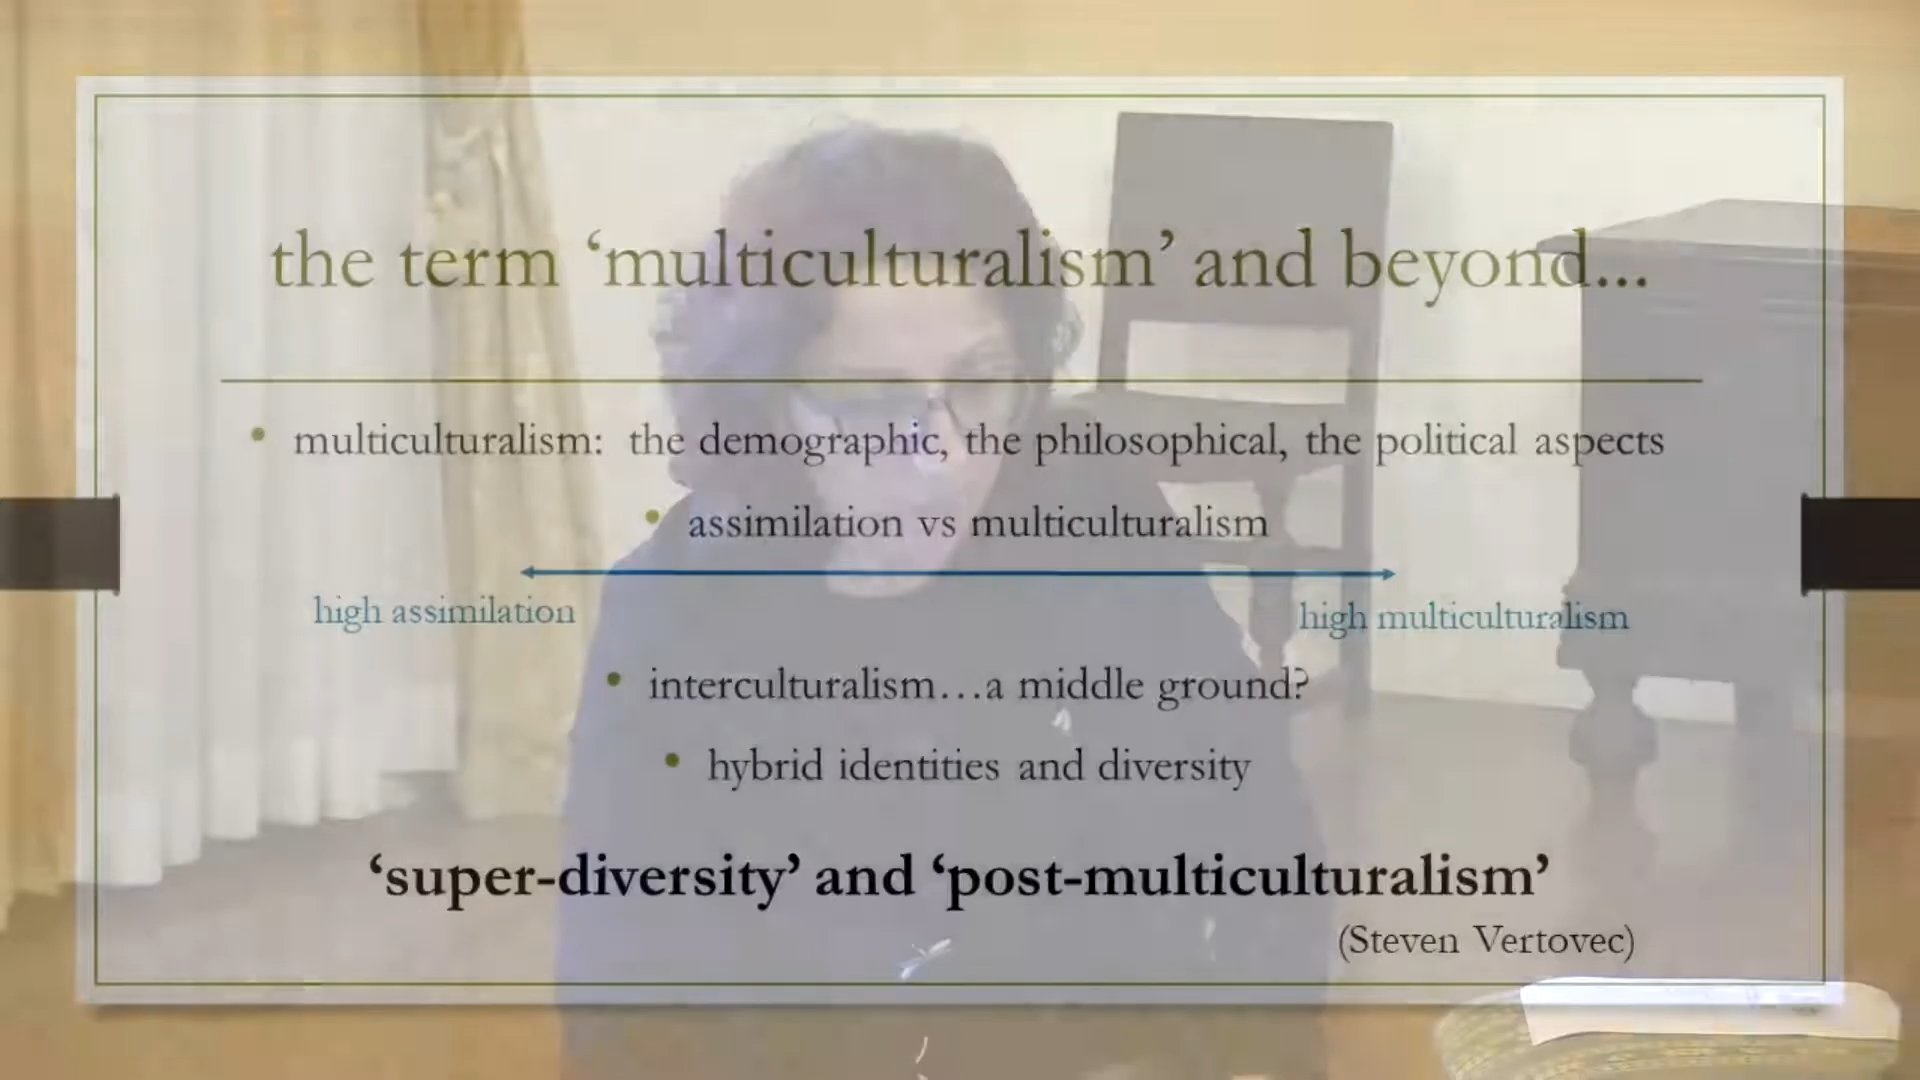 the term ‘multiculturalism’ and beyond...
• multiculturalism: the demographic, the philosophical, the political aspects
• assimilation vs multiculturalism
high assimilation
high multiculturalism
• interculturalism…a middle ground?
• hybrid identities and diversity
‘super-diversity’ and ‘post-multiculturalism’
(Steven Vertovec)